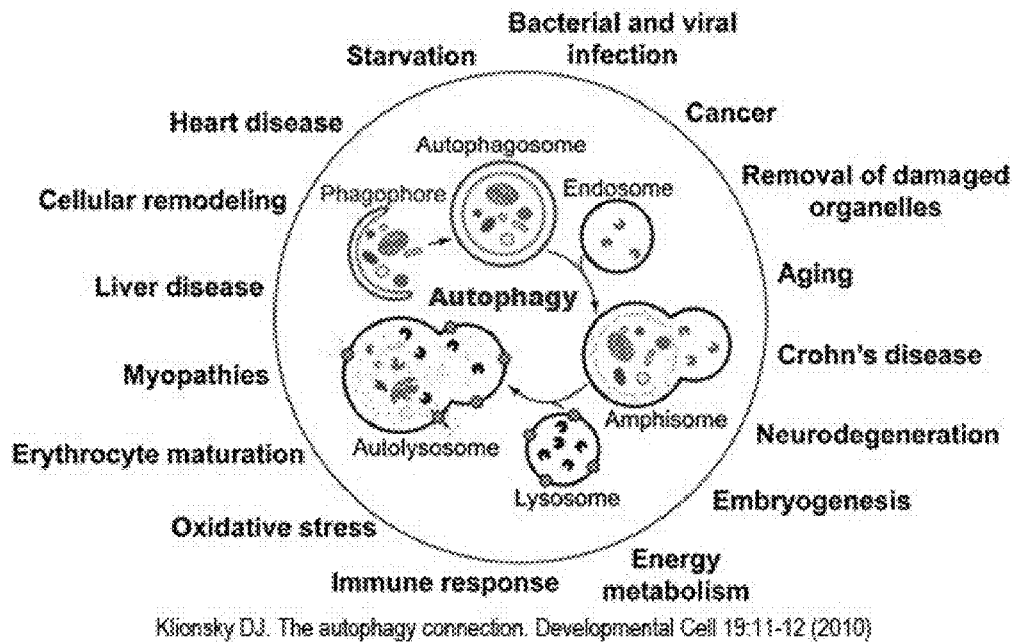 Bacterial and viral
infection
Starvation
Cancer
Heart disease
Autophagosome
Removal of damaged
organelles
Cellular remodeling
Phagophore
Endosome
Aging
Liver disease
Autophagy
Crohn's disease
Myopathies
Amphisome
Neurodegeneration
Erythrocyte maturation
Autolysosome
Lysosome
Embryogenesis
Oxidative stress
Energy
metabolism
Immune response
Klionsky DJ. The autophagy connection. Developmental Cell 19:11-12 (2010)